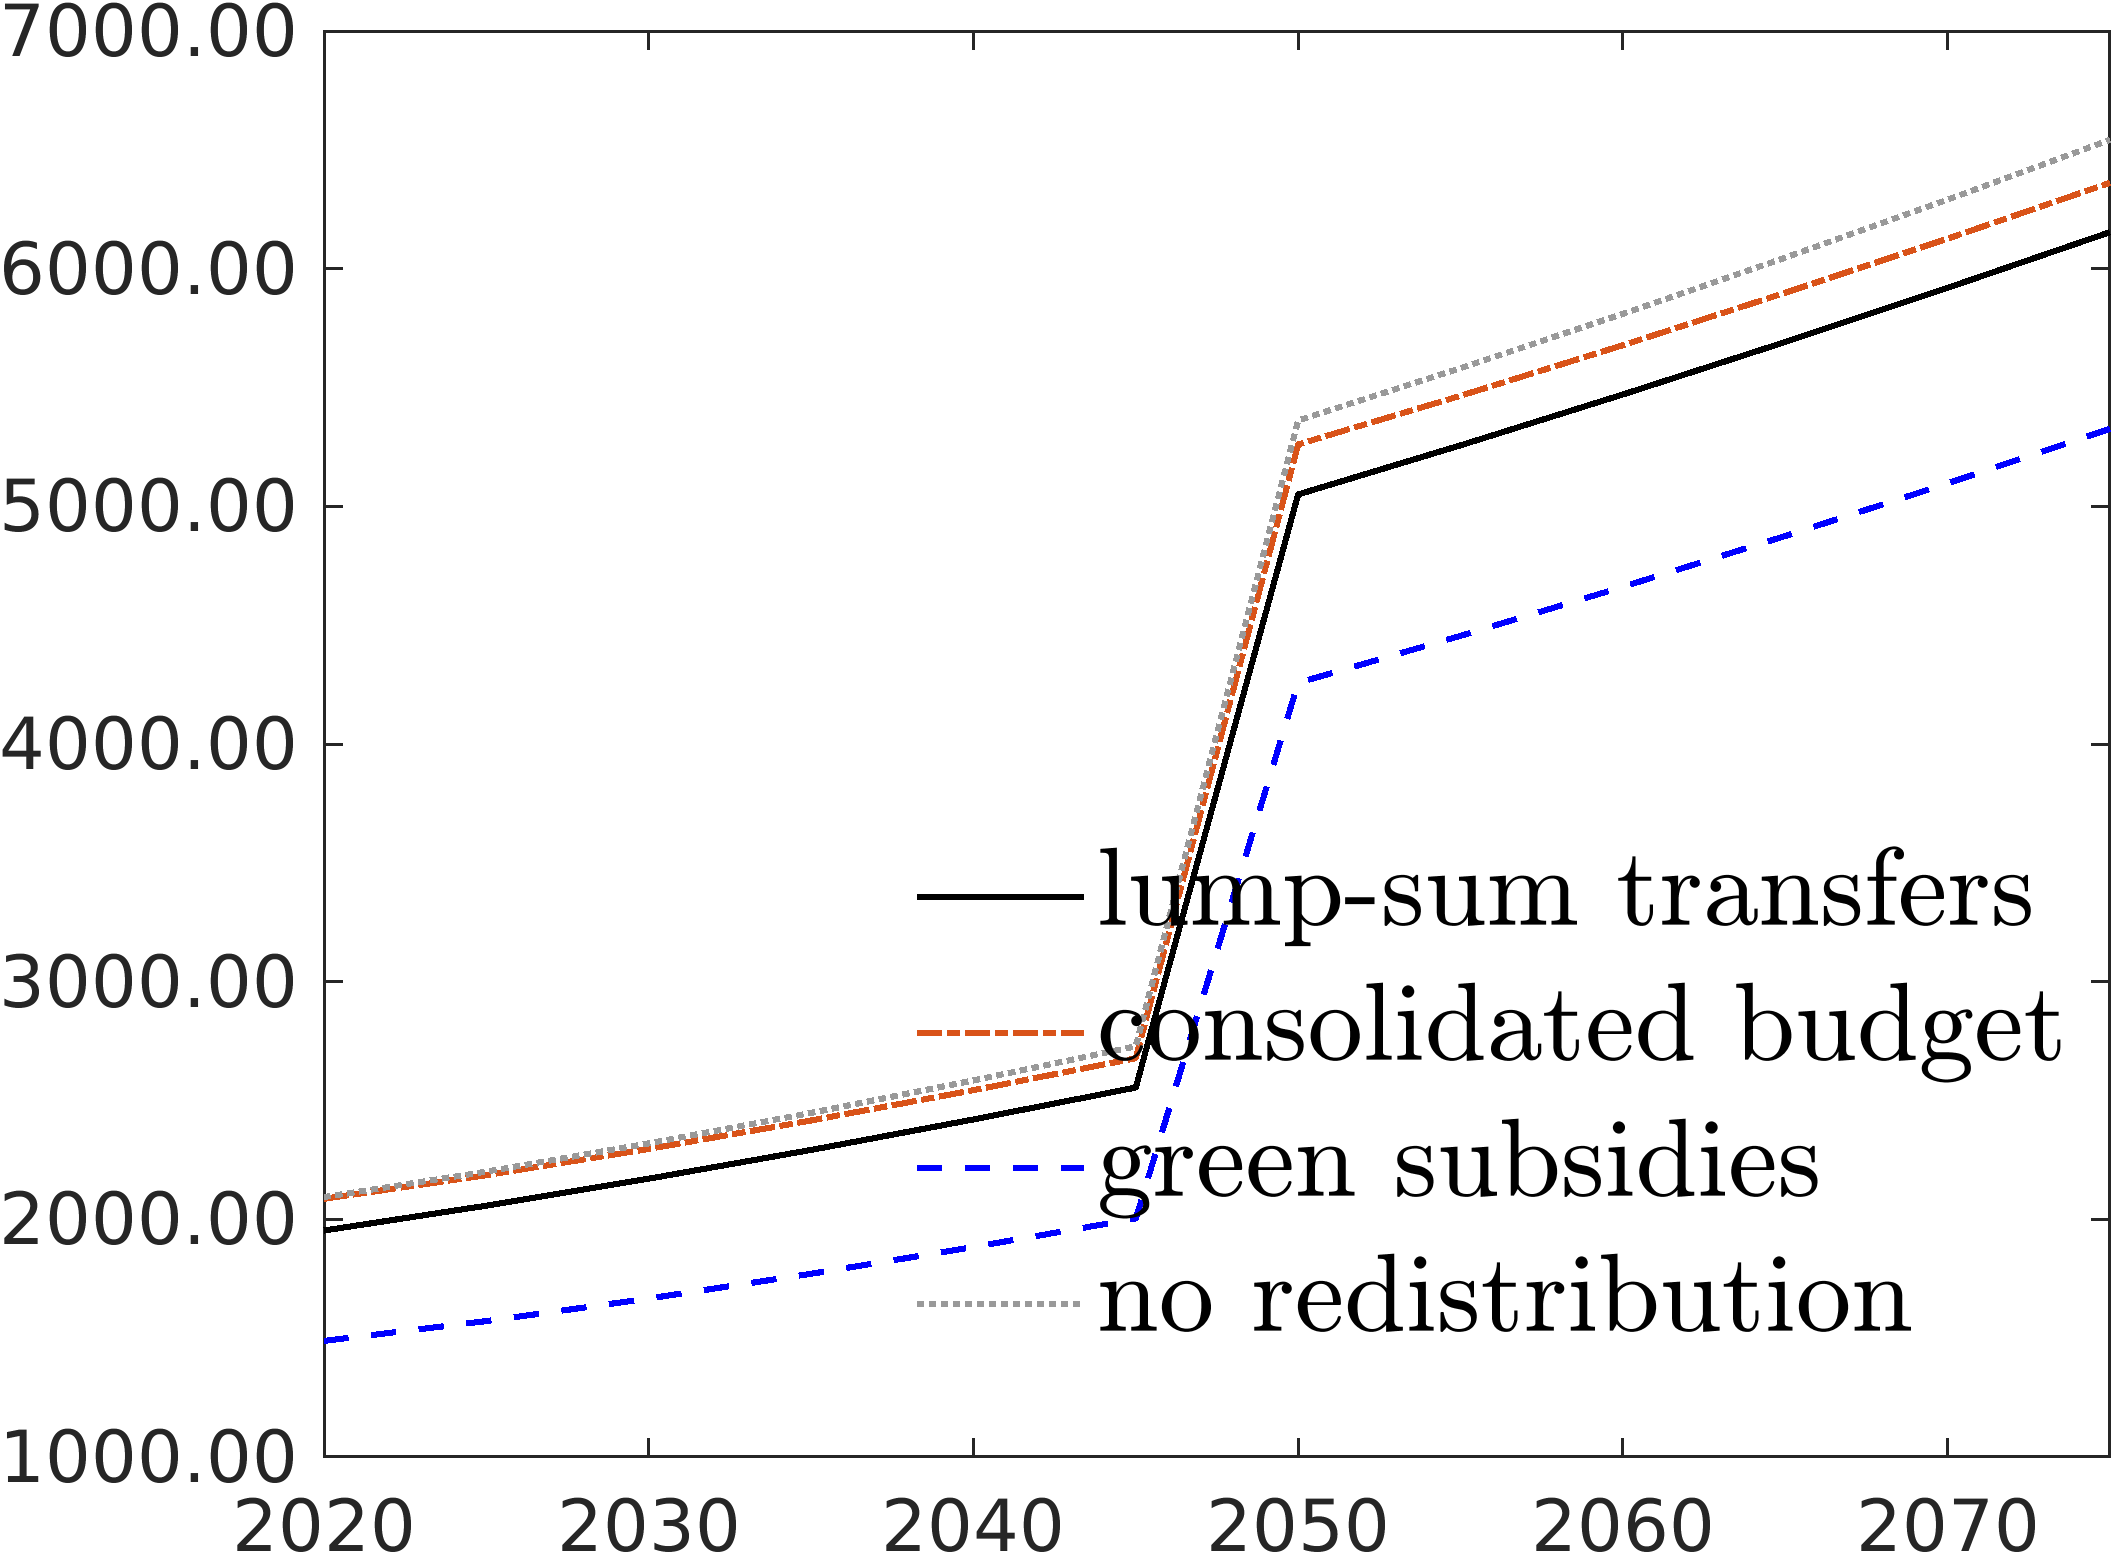 7000.00
6000.00
5000.00
4000.00
3000.00
2000.00
1000.00
lump-sum transfers
consolidated budget
green subsidies
no redistribution
2020 2030 2040 2050 2060 2070